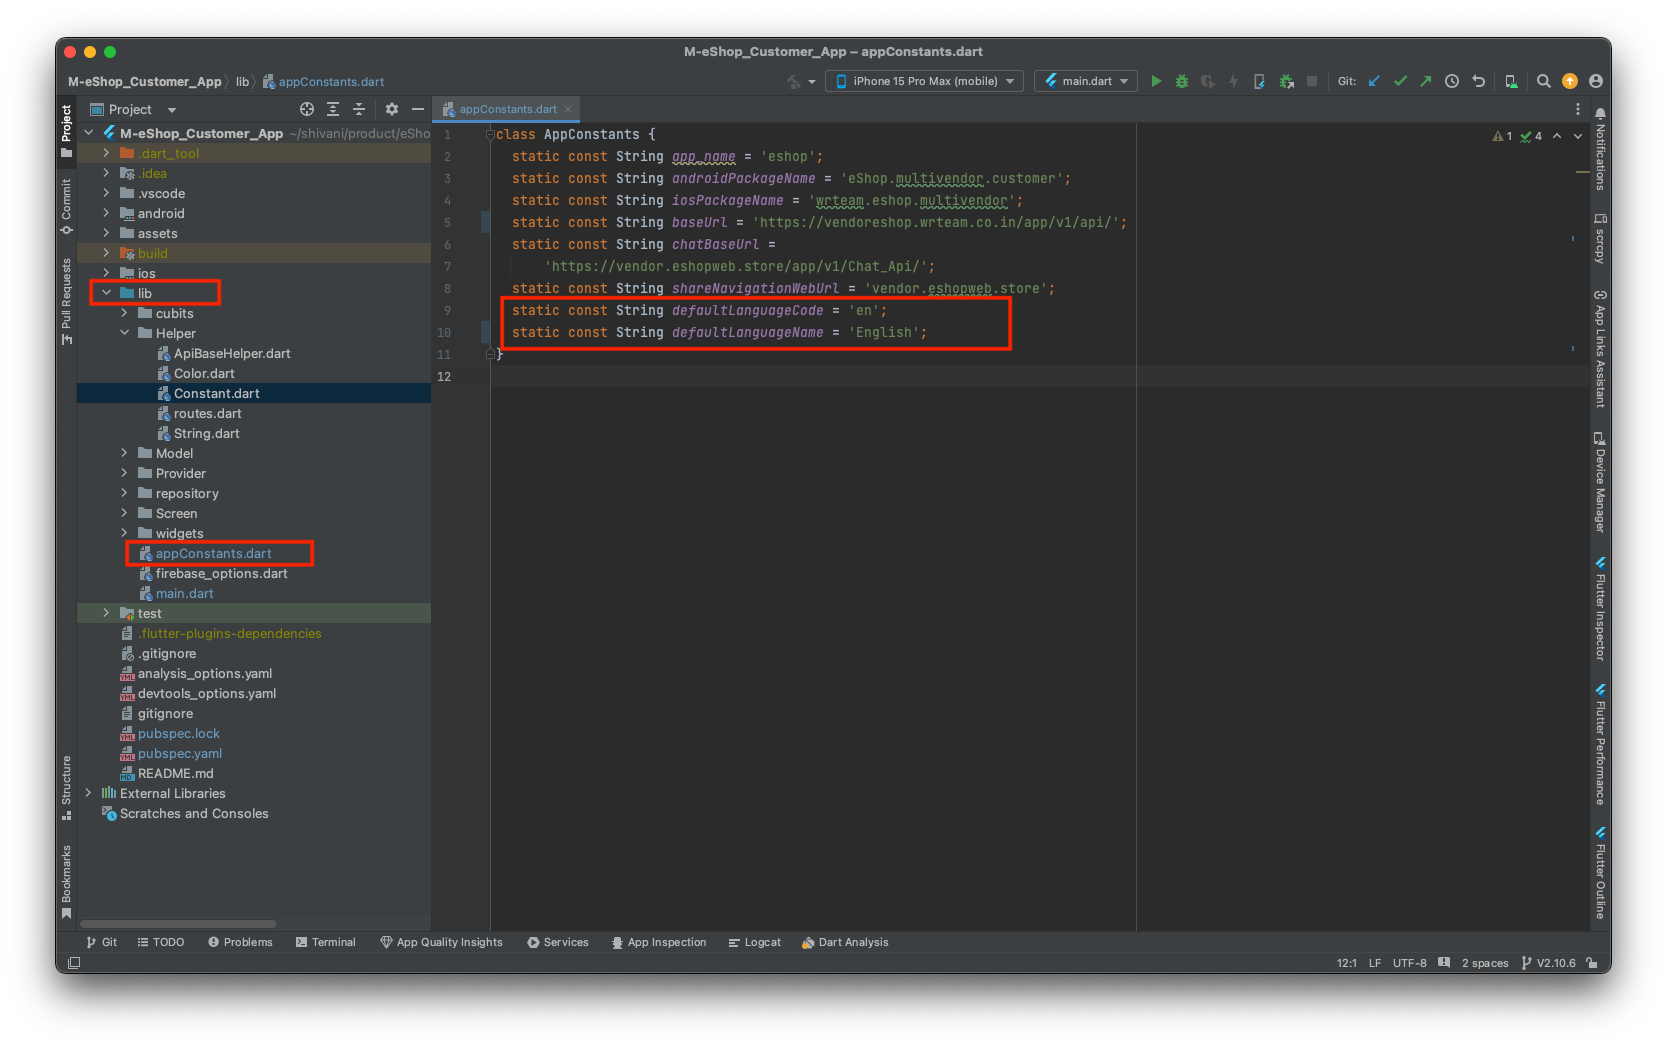 M-eShop_Customer_App – appConstants.dart
M-eShop_Customer_App lib appConstants.dart
iPhone 15 Pro Max (mobile) main.dart Git:
Project appConstants.dart
M-eShop_Customer_App ~/shivani/product/eSho
.dart_tool
.idea
.vscode
android
assets
build
ios
lib
cubits
Helper
ApiBaseHelper.dart
Color.dart
Constant.dart
routes.dart
String.dart
Model
Provider
repository
Screen
widgets
appConstants.dart
firebase_options.dart
main.dart
test
.flutter-plugins-dependencies
.gitignore
analysis_options.yaml
devtools_options.yaml
gitignore
pubspec.lock
pubspec.yaml
README.md
External Libraries
Scratches and Consoles
1 class AppConstants {
2 static const String app_name = 'eshop';
3 static const String androidPackageName = 'eShop.multivendor.customer';
4 static const String iosPackageName = 'wrteam.eshop.multivendor';
5 static const String baseUrl = 'https://vendoreshop.wrteam.co.in/app/v1/api/';
6 static const String chatBaseUrl =
7 'https://vendor.eshopweb.store/app/v1/Chat_Api/';
8 static const String shareNavigationWebUrl = 'vendor.eshopweb.store';
9 static const String defaultLanguageCode = 'en';
10 static const String defaultLanguageName = 'English';
11 }
12
1 4
Project
Commit
Pull Requests
Structure
Bookmarks
Notifications
scrcpy
App Links Assistant
Device Manager
Flutter Inspector
Flutter Performance
Flutter Outline
Git TODO Problems Terminal App Quality Insights Services App Inspection Logcat Dart Analysis
12:1 LF UTF-8 2 spaces V2.10.6